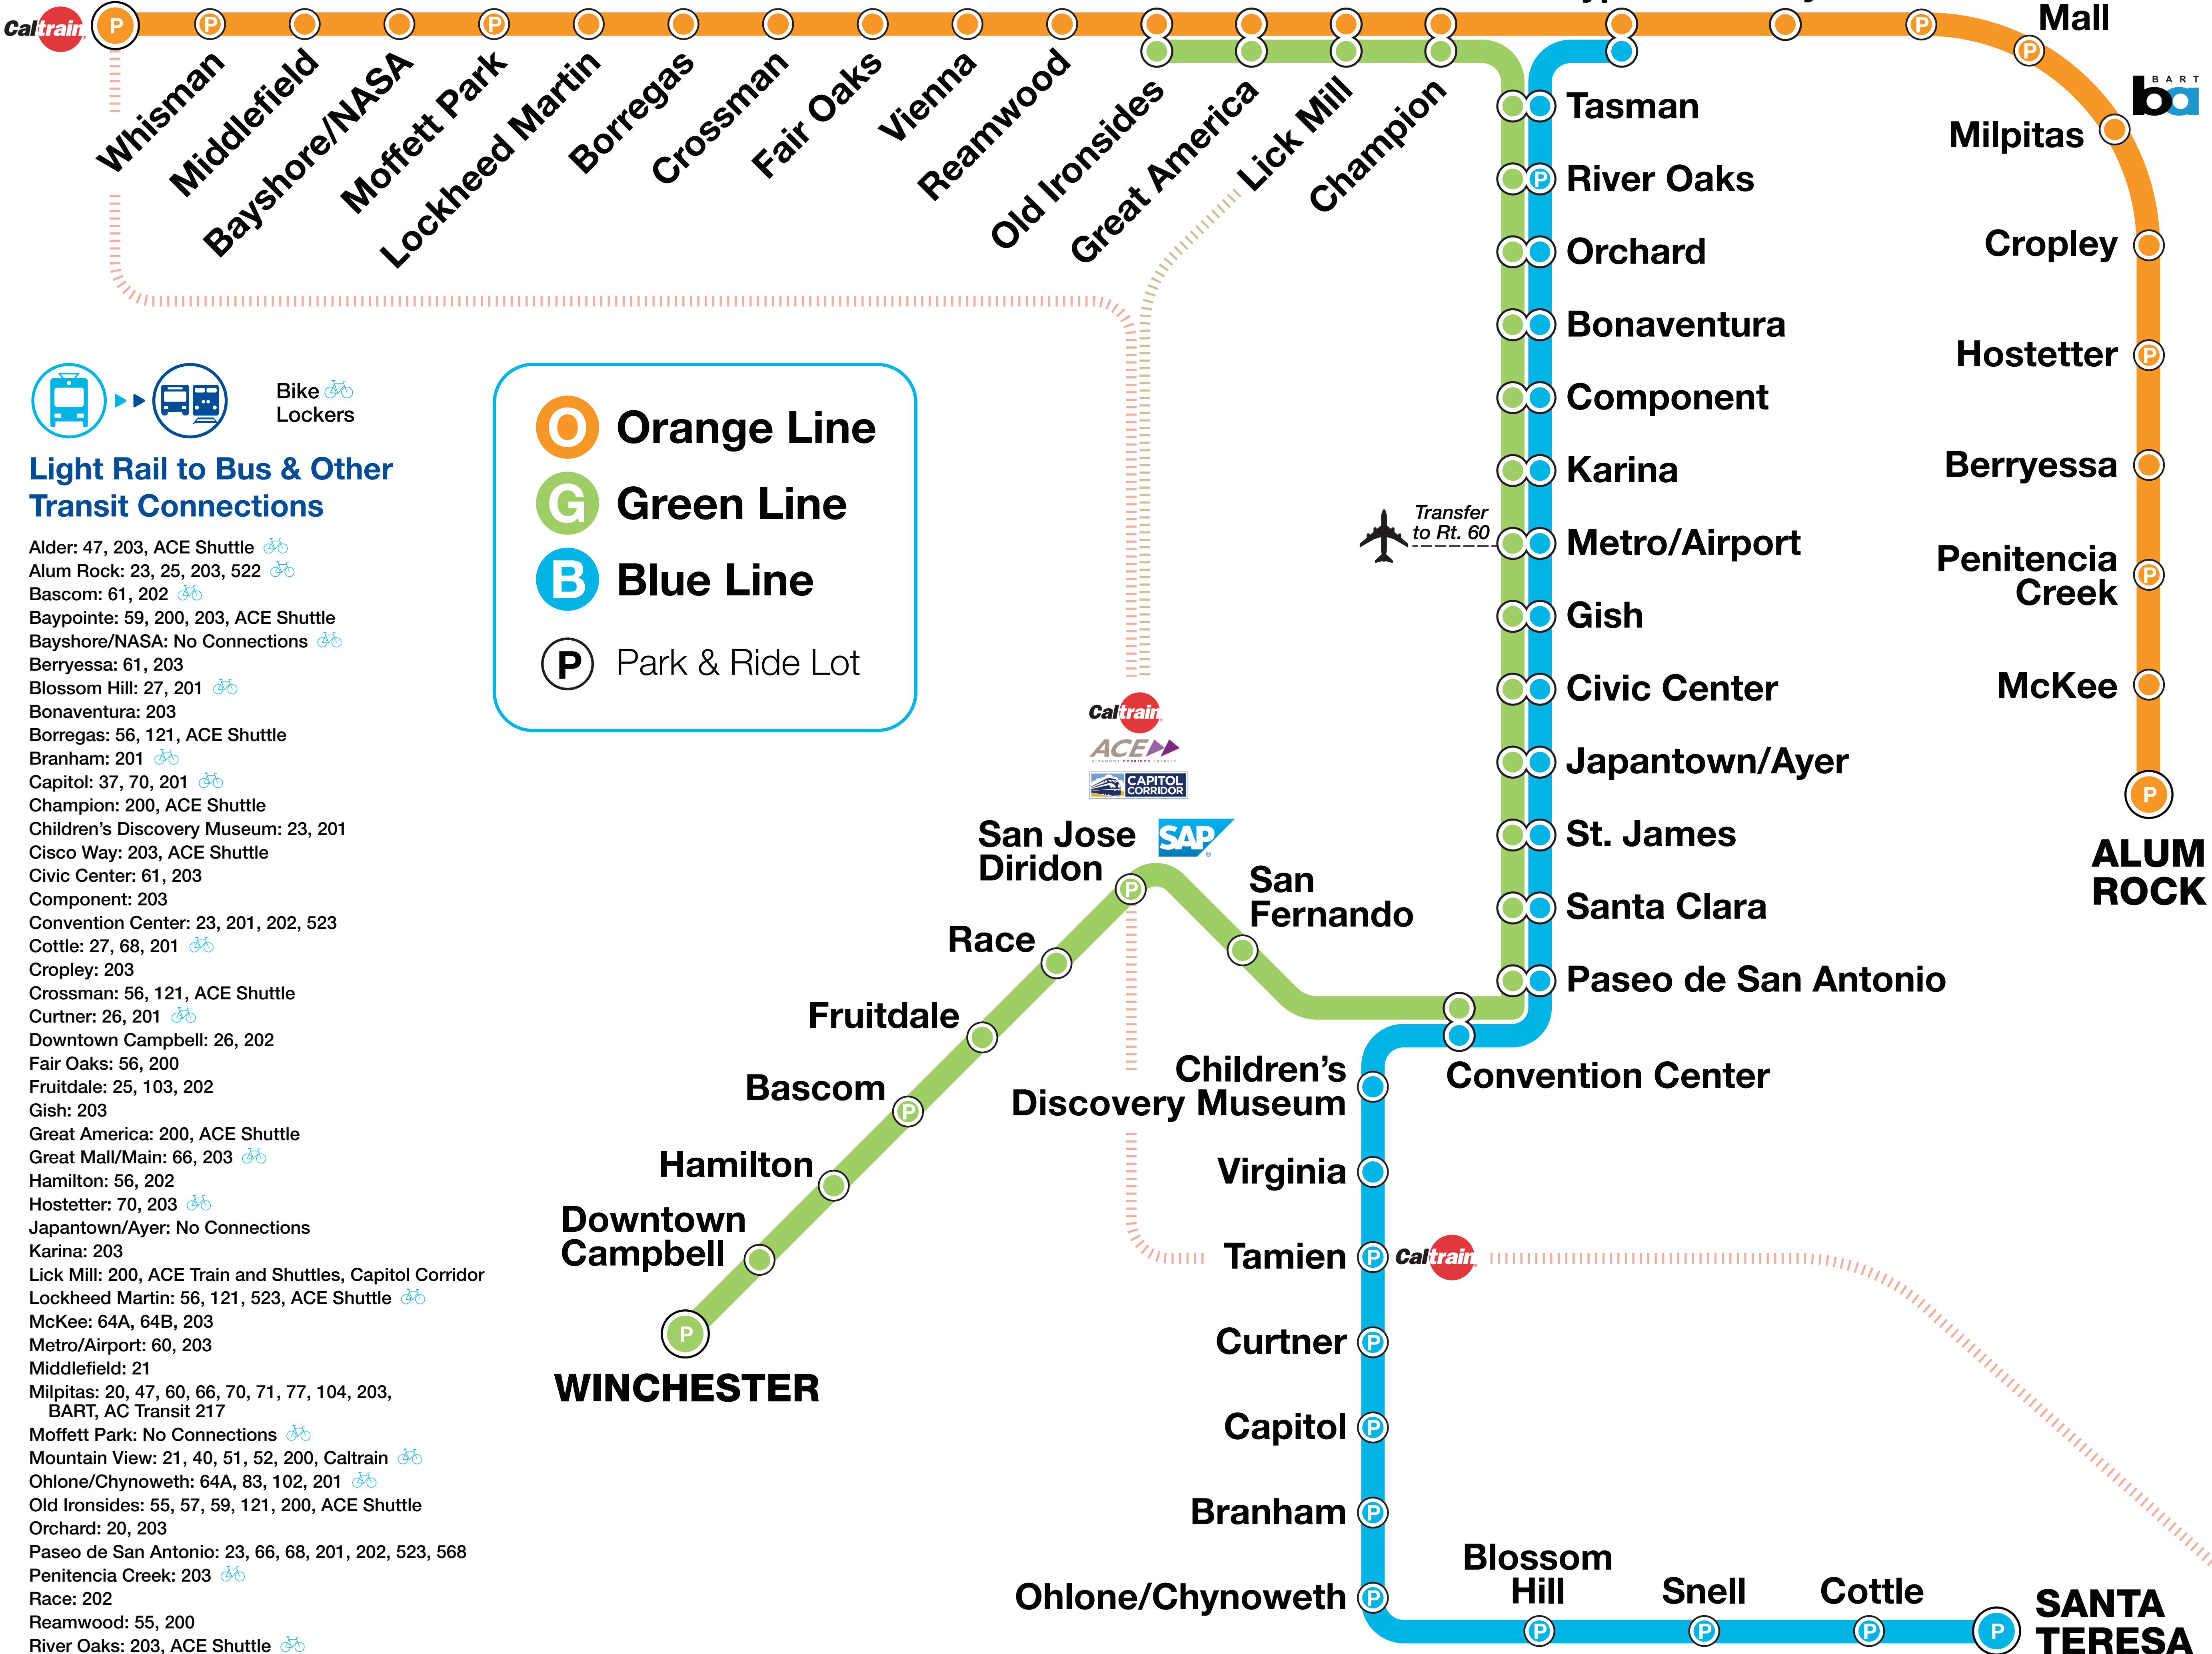 Mall
Caltrain
P
P
P
P
P
Whisman
Middlefield
Bayshore/NASA
Moffett Park
Lockheed Martin
Borregas
Crossman
Fair Oaks
Vienna
Reamwood
Old Ironsides
Great America
Lick Mill
Champion
BART
ba
Milpitas
Cropley
Hostetter
P
Berryessa
Penitencia
Creek
P
McKee
P
ALUM
ROCK
Tasman
River Oaks
P
Orchard
Bonaventura
Component
Karina
Transfer
to Rt. 60
Metro/Airport
Gish
Civic Center
Japantown/Ayer
St. James
Santa Clara
Paseo de San Antonio
Convention Center
Bike
Lockers
Light Rail to Bus & Other
Transit Connections
Alder: 47, 203, ACE Shuttle
Alum Rock: 23, 25, 203, 522
Bascom: 61, 202
Baypointe: 59, 200, 203, ACE Shuttle
Bayshore/NASA: No Connections
Berryessa: 61, 203
Blossom Hill: 27, 201
Bonaventura: 203
Borregas: 56, 121, ACE Shuttle
Branham: 201
Capitol: 37, 70, 201
Champion: 200, ACE Shuttle
Children's Discovery Museum: 23, 201
Cisco Way: 203, ACE Shuttle
Civic Center: 61, 203
Component: 203
Convention Center: 23, 201, 202, 523
Cottle: 27, 68, 201
Cropley: 203
Crossman: 56, 121, ACE Shuttle
Curtner: 26, 201
Downtown Campbell: 26, 202
Fair Oaks: 56, 200
Fruitdale: 25, 103, 202
Gish: 203
Great America: 200, ACE Shuttle
Great Mall/Main: 66, 203
Hamilton: 56, 202
Hostetter: 70, 203
Japantown/Ayer: No Connections
Karina: 203
Lick Mill: 200, ACE Train and Shuttles, Capitol Corridor
Lockheed Martin: 56, 121, 523, ACE Shuttle
McKee: 64A, 64B, 203
Metro/Airport: 60, 203
Middlefield: 21
Milpitas: 20, 47, 60, 66, 70, 71, 77, 104, 203,
BART, AC Transit 217
Moffett Park: No Connections
Mountain View: 21, 40, 51, 52, 200, Caltrain
Ohlone/Chynoweth: 64A, 83, 102, 201
Old Ironsides: 55, 57, 59, 121, 200, ACE Shuttle
Orchard: 20, 203
Paseo de San Antonio: 23, 66, 68, 201, 202, 523, 568
Penitencia Creek: 203
Race: 202
Reamwood: 55, 200
River Oaks: 203, ACE Shuttle
O Orange Line
G Green Line
B Blue Line
P Park & Ride Lot
Caltrain
ACE
ALTAMONT CORRIDOR EXPRESS
CAPITOL
CORRIDOR
San Jose
Diridon
SAP
P
San
Fernando
Race
Fruitdale
Bascom
P
Hamilton
Downtown
Campbell
P
WINCHESTER
Children's
Discovery Museum
Virginia
Tamien
P
Caltrain
Curtner
P
Capitol
P
Branham
P
Ohlone/Chynoweth
P
Blossom
Hill
P
Snell
P
Cottle
P
P
SANTA
TERESA